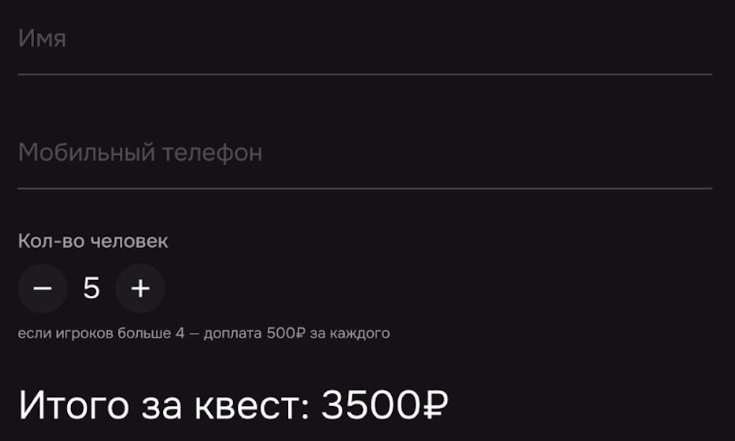 Имя
Мобильный телефон
Кол-во человек
− 5 +
если игроков больше 4 — доплата 500₽ за каждого
Итого за квест: 3500₽